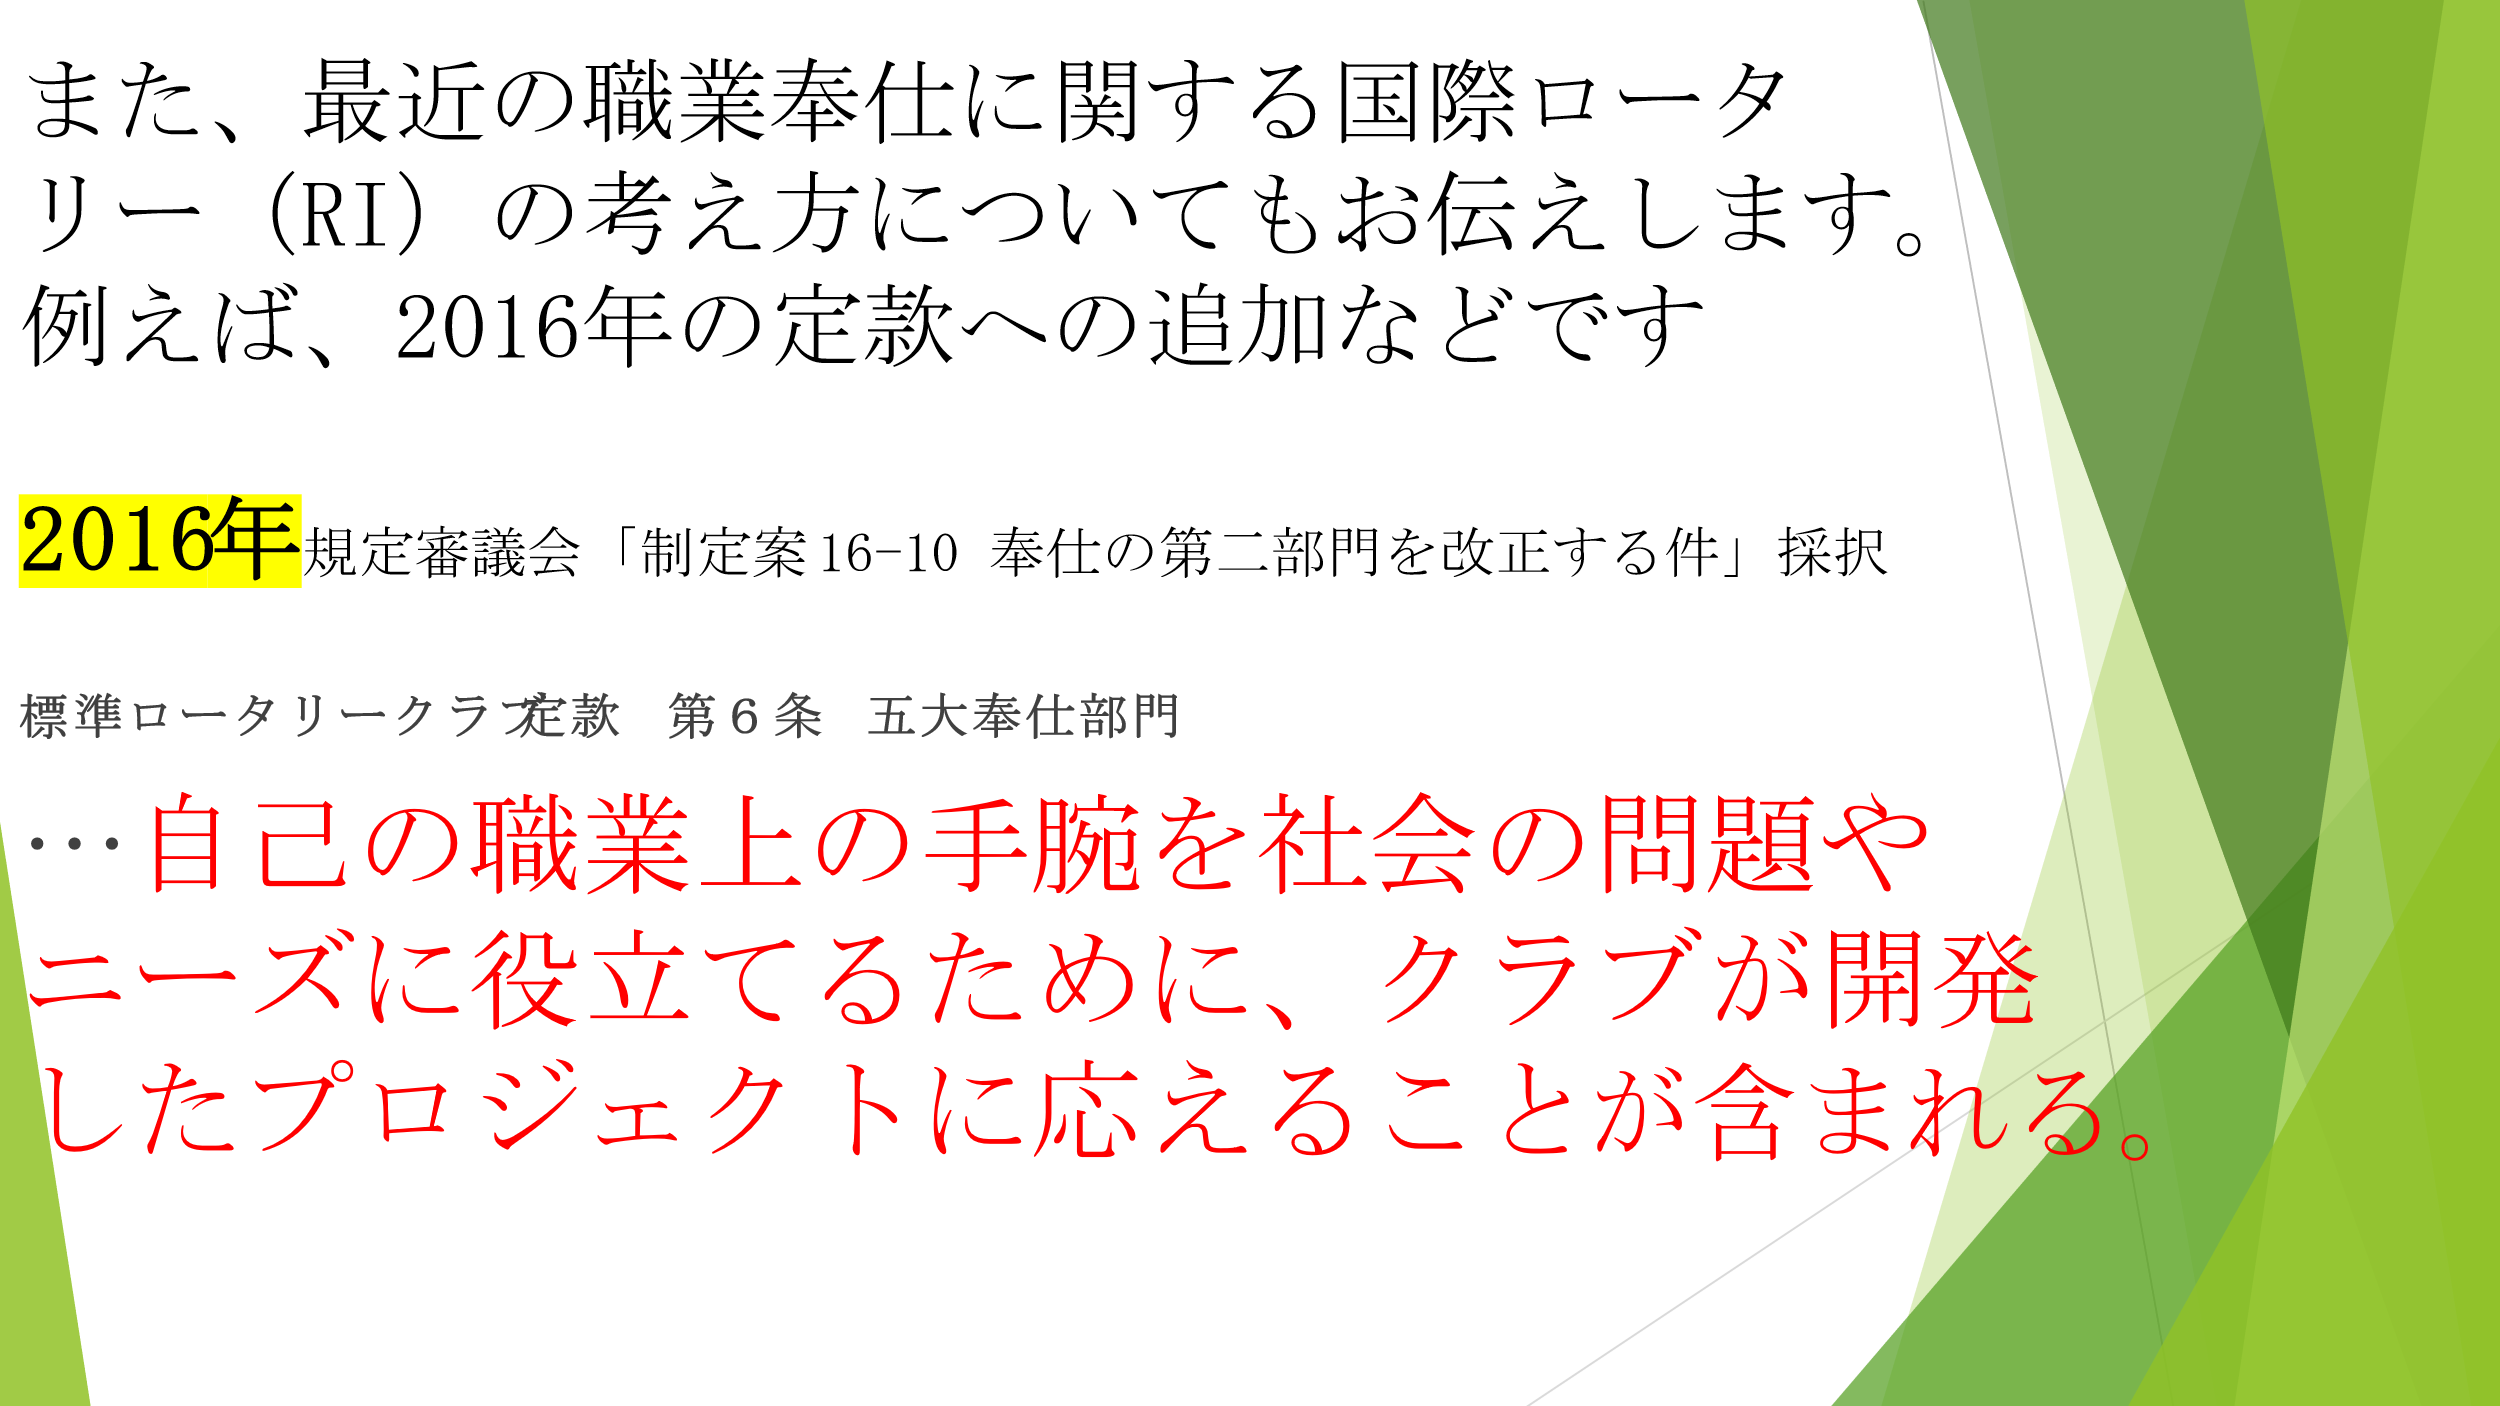 また、最近の職業奉仕に関する国際ロータ
リー（RI）の考え方についてもお伝えします。
例えば、2016年の定款への追加などです
2016年規定審議会「制定案16-10 奉仕の第二部門を改正する件」採択
標準ロータリークラブ定款　第６条　五大奉仕部門
・・・自己の職業上の手腕を社会の問題や
ニーズに役立てるために、クラブが開発
したプロジェクトに応えることが含まれる。